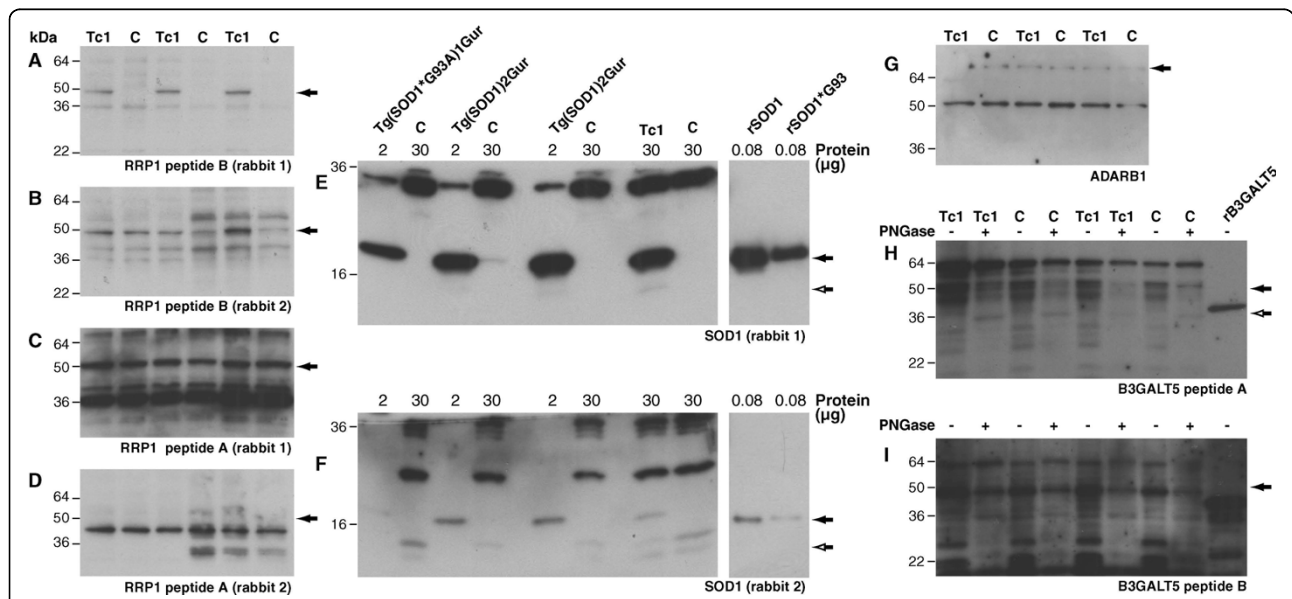 kDa Tc1 C Tc1 C Tc1 C
A
64
50
36
22
RRP1 peptide B (rabbit 1)
B
64
50
36
22
RRP1 peptide B (rabbit 2)
C
64
50
36
RRP1 peptide A (rabbit 1)
D
64
50
36
RRP1 peptide A (rabbit 2)
Tg(SOD1*G93A)1Gur C Tg(SOD1)2Gur C Tg(SOD1)2Gur C Tc1 C rSOD1 rSOD1*G93
2 30 2 30 2 30 30 30 Protein (µg) 0.08 0.08
E
36
16
SOD1 (rabbit 1)
2 30 2 30 2 30 30 30 Protein (µg) 0.08 0.08
F
36
16
SOD1 (rabbit 2)
Tc1 C Tc1 C Tc1 C
G
64
50
36
ADARB1
Tc1 Tc1 C C Tc1 Tc1 C C rB3GALT5
PNGase - + - + - + - + -
H
64
50
36
22
B3GALT5 peptide A
PNGase - + - + - + - + -
I
64
50
36
22
B3GALT5 peptide B